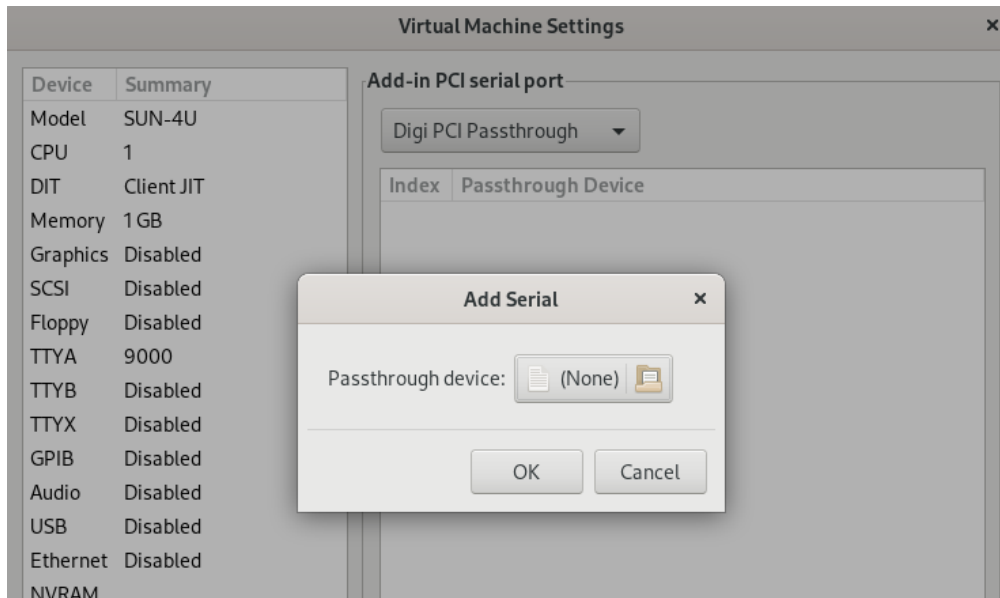 Virtual Machine Settings ×
Device Summary
Model SUN-4U
CPU 1
DIT Client JIT
Memory 1 GB
Graphics Disabled
SCSI Disabled
Floppy Disabled
TTYA 9000
TTYB Disabled
TTYX Disabled
GPIB Disabled
Audio Disabled
USB Disabled
Ethernet Disabled
NVRAM
Add-in PCI serial port
Digi PCI Passthrough
Index Passthrough Device
Add Serial ×
Passthrough device: (None)
OK Cancel